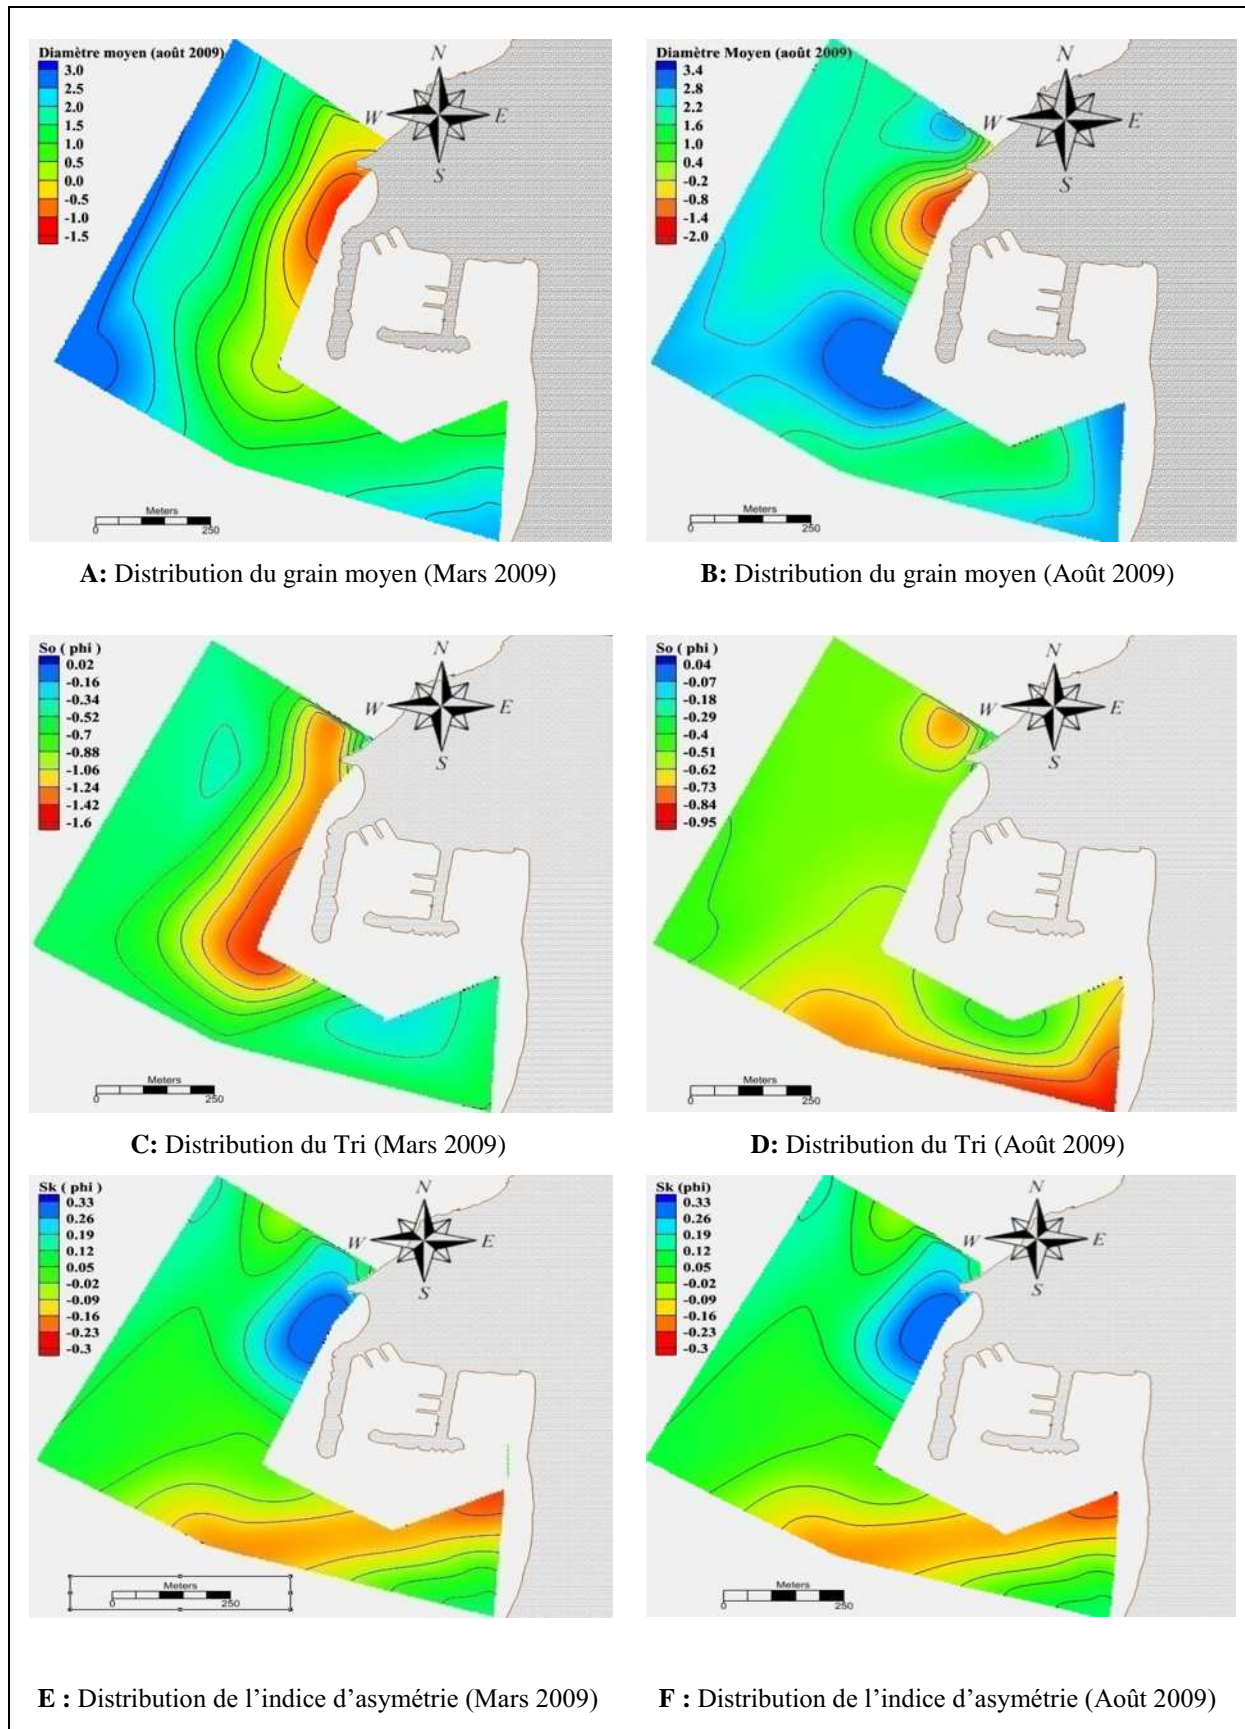 Diamètre moyen (août 2009)
3.0
2.5
2.0
1.5
1.0
0.5
0.0
-0.5
-1.0
-1.5
N
W
E
S
Meters
0
250
Diamètre Moyen (août 2009)
3.4
2.8
2.2
1.6
1.0
0.4
-0.2
-0.8
-1.4
-2.0
N
W
E
S
Meters
0
250
A: Distribution du grain moyen (Mars 2009)
B: Distribution du grain moyen (Août 2009)
So ( phi )
0.02
-0.16
-0.34
-0.52
-0.7
-0.88
-1.06
-1.24
-1.42
-1.6
N
W
E
S
Meters
0
250
So ( phi )
0.04
-0.07
-0.18
-0.29
-0.4
-0.51
-0.62
-0.73
-0.84
-0.95
N
W
E
S
Meters
0
250
C: Distribution du Tri (Mars 2009)
D: Distribution du Tri (Août 2009)
Sk ( phi )
0.33
0.26
0.19
0.12
0.05
-0.02
-0.09
-0.16
-0.23
-0.3
N
W
E
S
Meters
0
250
Sk (phi)
0.33
0.26
0.19
0.12
0.05
-0.02
-0.09
-0.16
-0.23
-0.3
N
W
E
S
Meters
0
250
E : Distribution de l’indice d’asymétrie (Mars 2009)
F : Distribution de l’indice d’asymétrie (Août 2009)